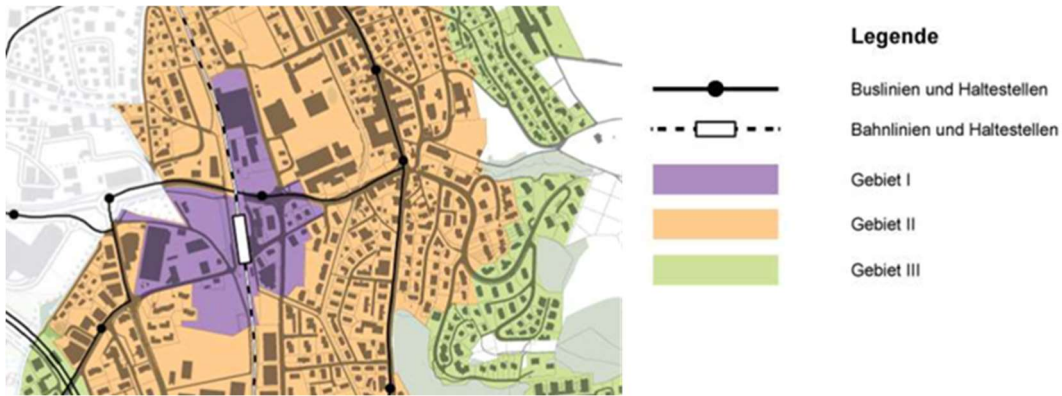 Legende
Buslinien und Haltestellen
Bahnlinien und Haltestellen
Gebiet I
Gebiet II
Gebiet III